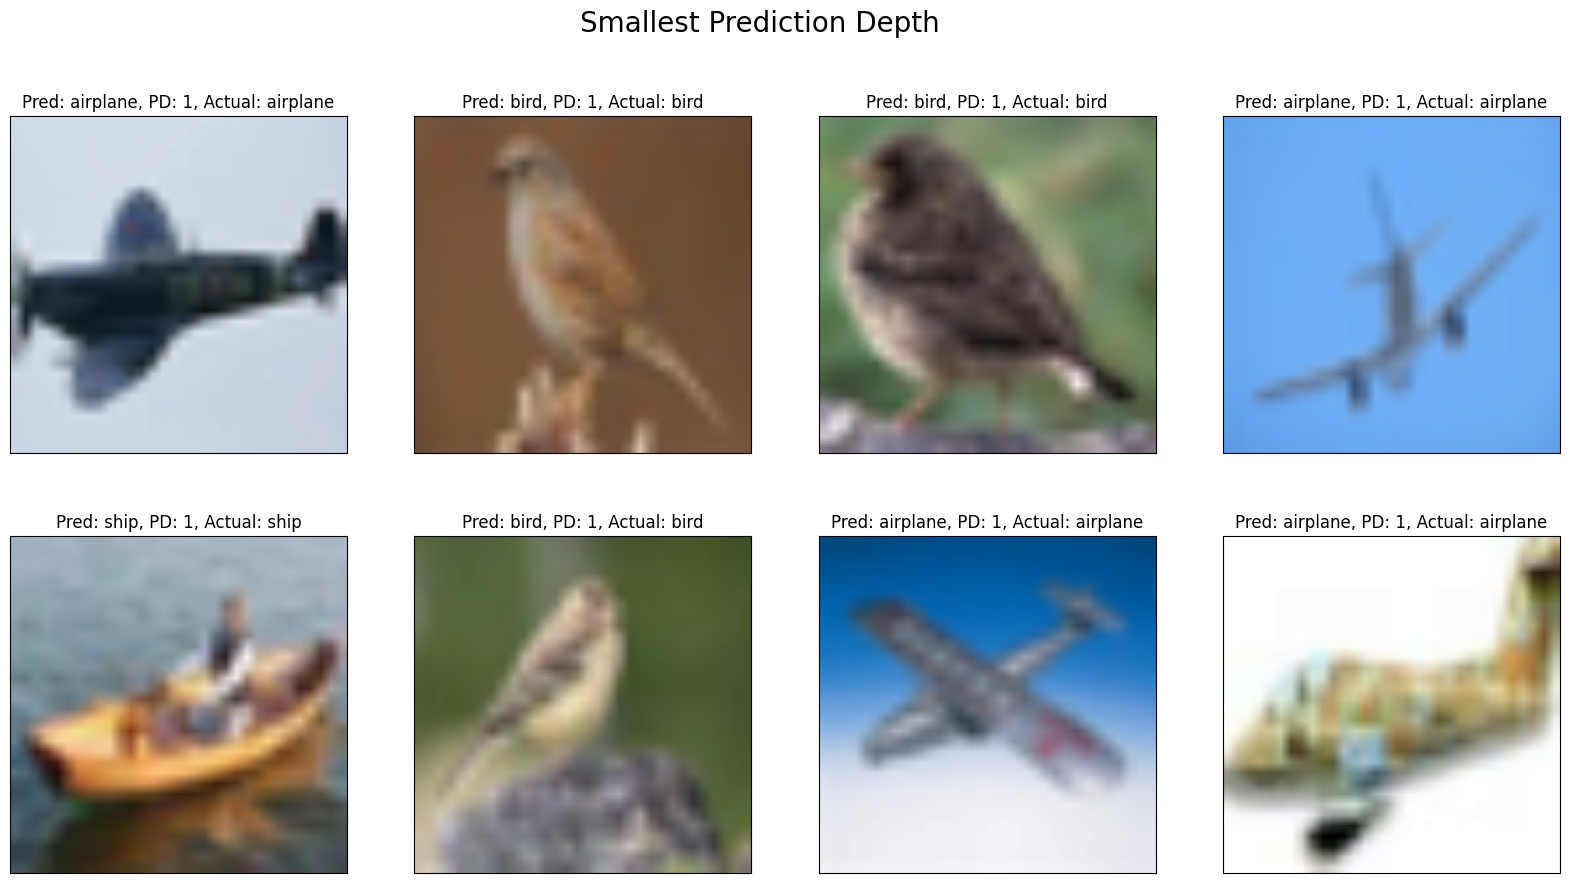 Smallest Prediction Depth
Pred: airplane, PD: 1, Actual: airplane
Pred: bird, PD: 1, Actual: bird
Pred: bird, PD: 1, Actual: bird
Pred: airplane, PD: 1, Actual: airplane
Pred: ship, PD: 1, Actual: ship
Pred: bird, PD: 1, Actual: bird
Pred: airplane, PD: 1, Actual: airplane
Pred: airplane, PD: 1, Actual: airplane